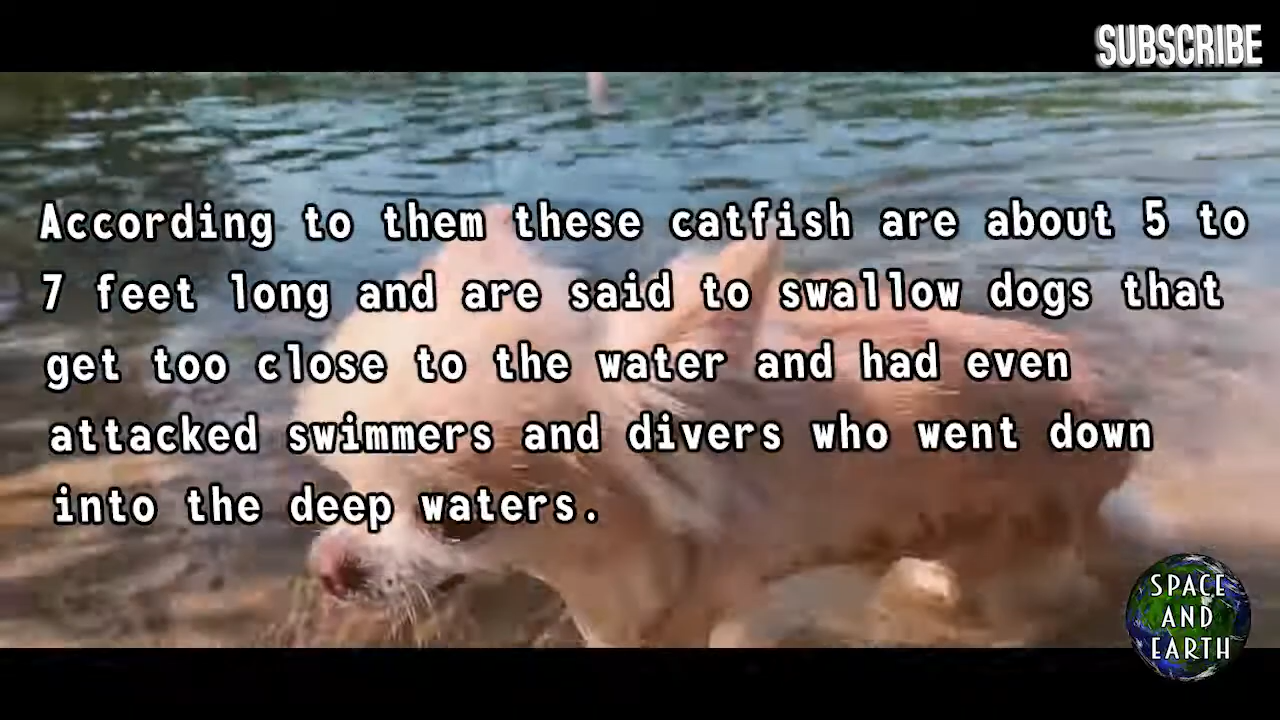 SUBSCRIBE
According to them these catfish are about 5 to
7 feet long and are said to swallow dogs that
get too close to the water and had even
attacked swimmers and divers who went down
into the deep waters.
SPACE
AND
EARTH